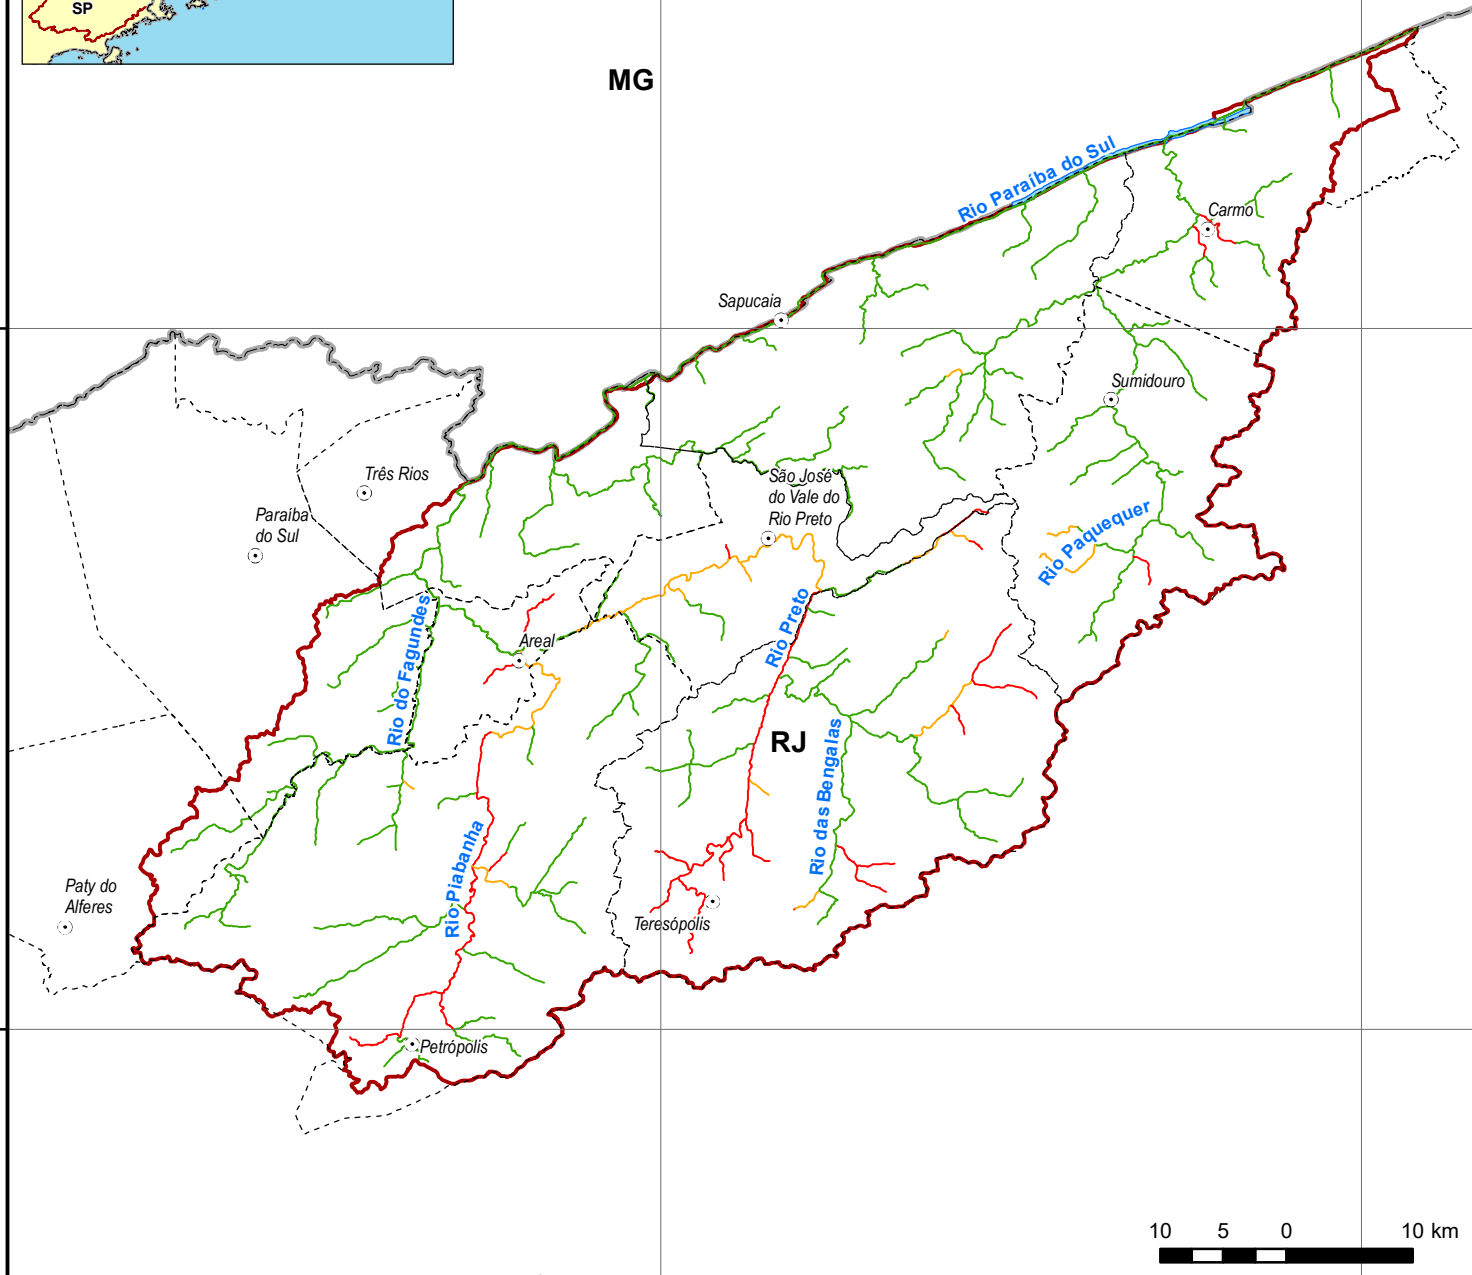 SP
MG
Rio Paraíba do Sul
Carmo
Sapucaia
Sumidouro
Três Rios
São José
do Vale do
Rio Preto
Paraíba
do Sul
Rio Paquequer
Rio do Fagundes
Rio Preto
Areal
RJ
Rio das Bengalas
Rio Piabanha
Paty do
Alferes
Teresópolis
Petrópolis
10 5 0 10 km